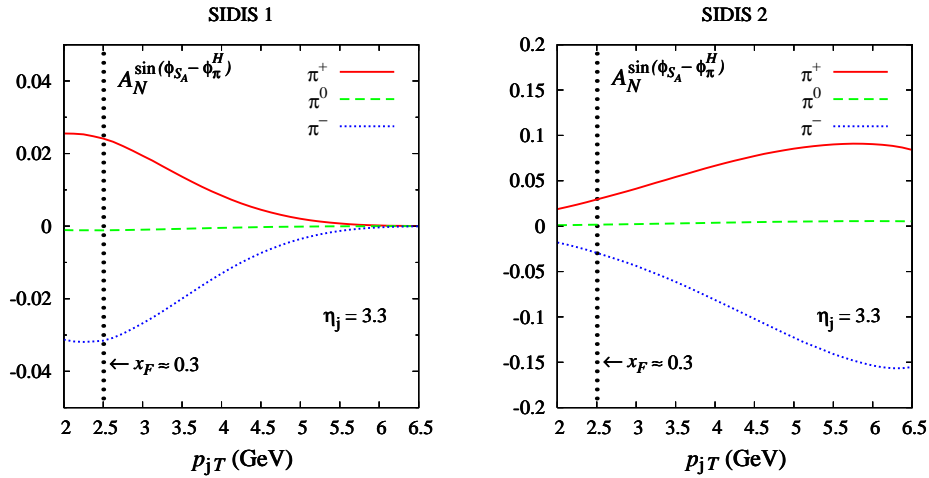 SIDIS 1
A_N^{sin(ϕ_{S_A} − ϕ_π^H)}
π⁺
π⁰
π⁻
0.04
0.02
0
-0.02
-0.04
η_j = 3.3
← x_F ≈ 0.3
2 2.5 3 3.5 4 4.5 5 5.5 6 6.5
p_{jT} (GeV)
SIDIS 2
A_N^{sin(ϕ_{S_A} − ϕ_π^H)}
π⁺
π⁰
π⁻
0.2
0.15
0.1
0.05
0
-0.05
-0.1
-0.15
-0.2
η_j = 3.3
← x_F ≈ 0.3
2 2.5 3 3.5 4 4.5 5 5.5 6 6.5
p_{jT} (GeV)